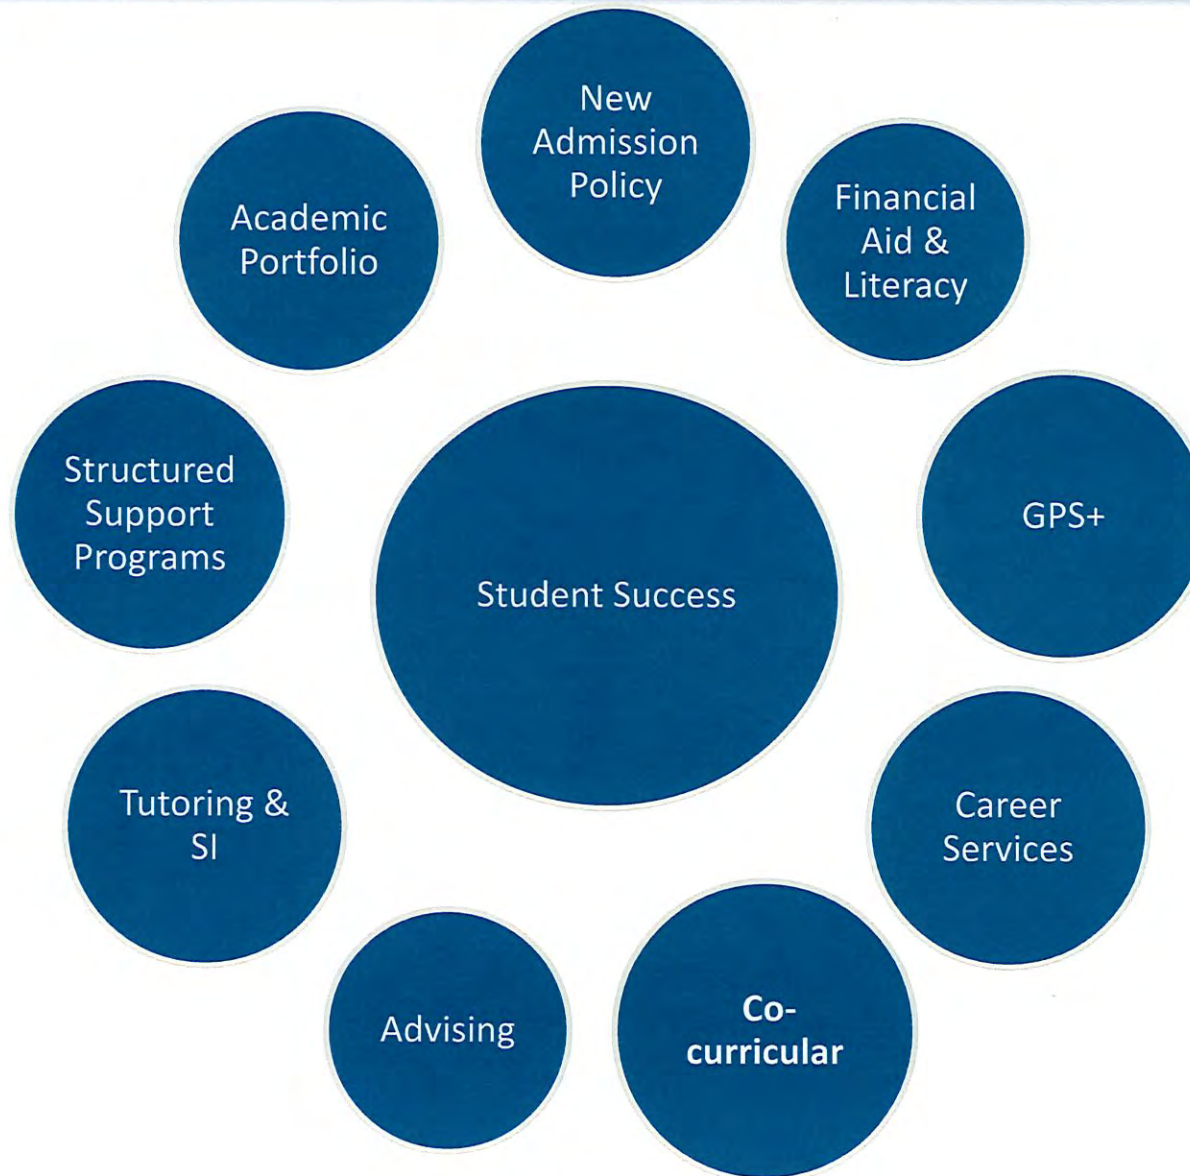 New
Admission
Policy
Financial
Aid &
Literacy
GPS+
Career
Services
Co-
curricular
Advising
Tutoring &
SI
Structured
Support
Programs
Academic
Portfolio
Student Success